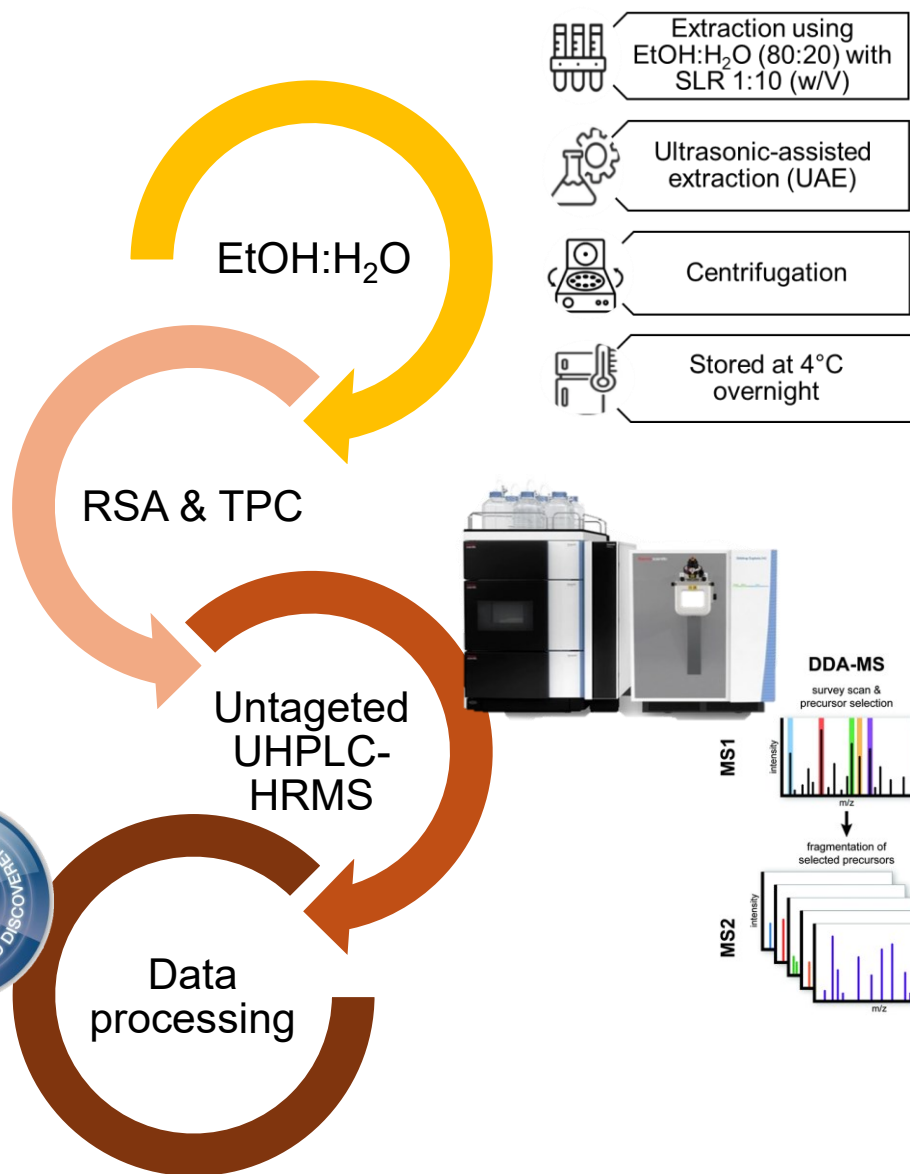 Extraction using
EtOH:H₂O (80:20) with
SLR 1:10 (w/V)
Ultrasonic-assisted
extraction (UAE)
Centrifugation
Stored at 4°C
overnight
EtOH:H₂O
RSA & TPC
Untageted
UHPLC-
HRMS
Data
processing
DDA-MS
survey scan &
precursor selection
MS1
intensity
m/z
fragmentation of
selected precursors
MS2
intensity
m/z